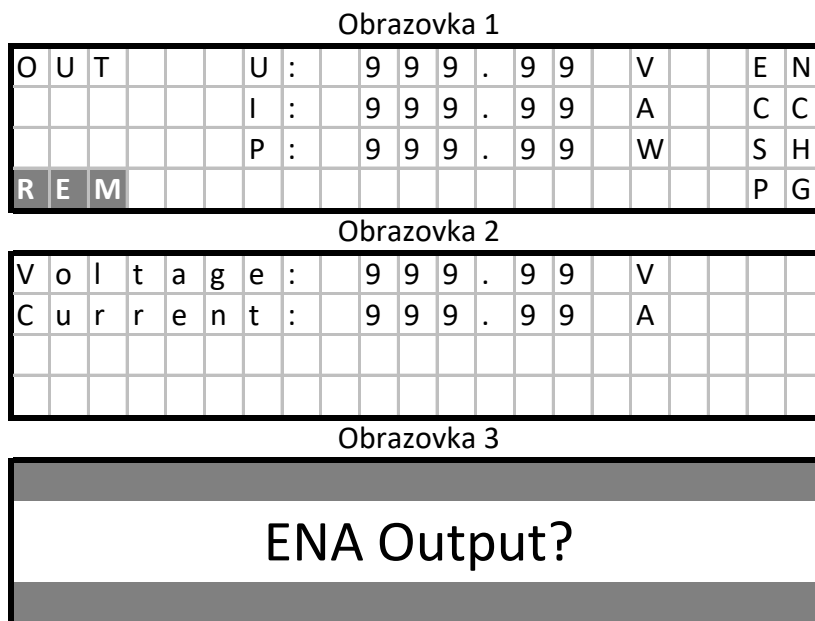 Obrazovka 1
OUT U: 999.99 V EN
I: 999.99 A CC
P: 999.99 W SH
REM PG
Obrazovka 2
Voltage: 999.99 V
Current: 999.99 A
Obrazovka 3
ENA Output?